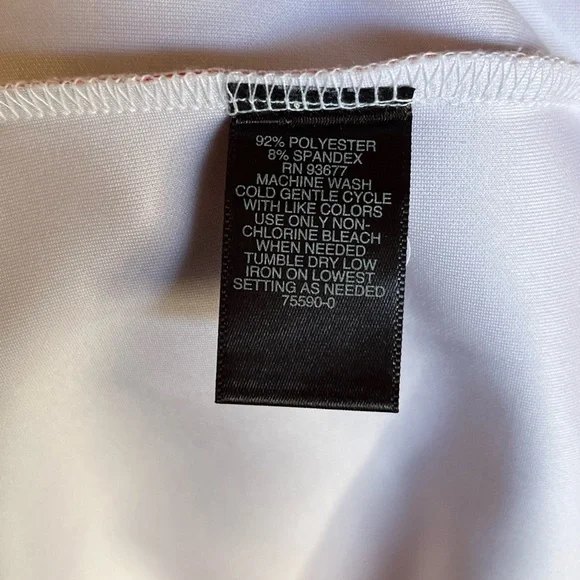 92% POLYESTER
8% SPANDEX
RN 93677
MACHINE WASH
COLD GENTLE CYCLE
WITH LIKE COLORS
USE ONLY NON-
CHLORINE BLEACH
WHEN NEEDED
TUMBLE DRY LOW
IRON ON LOWEST
SETTING AS NEEDED
75590-0